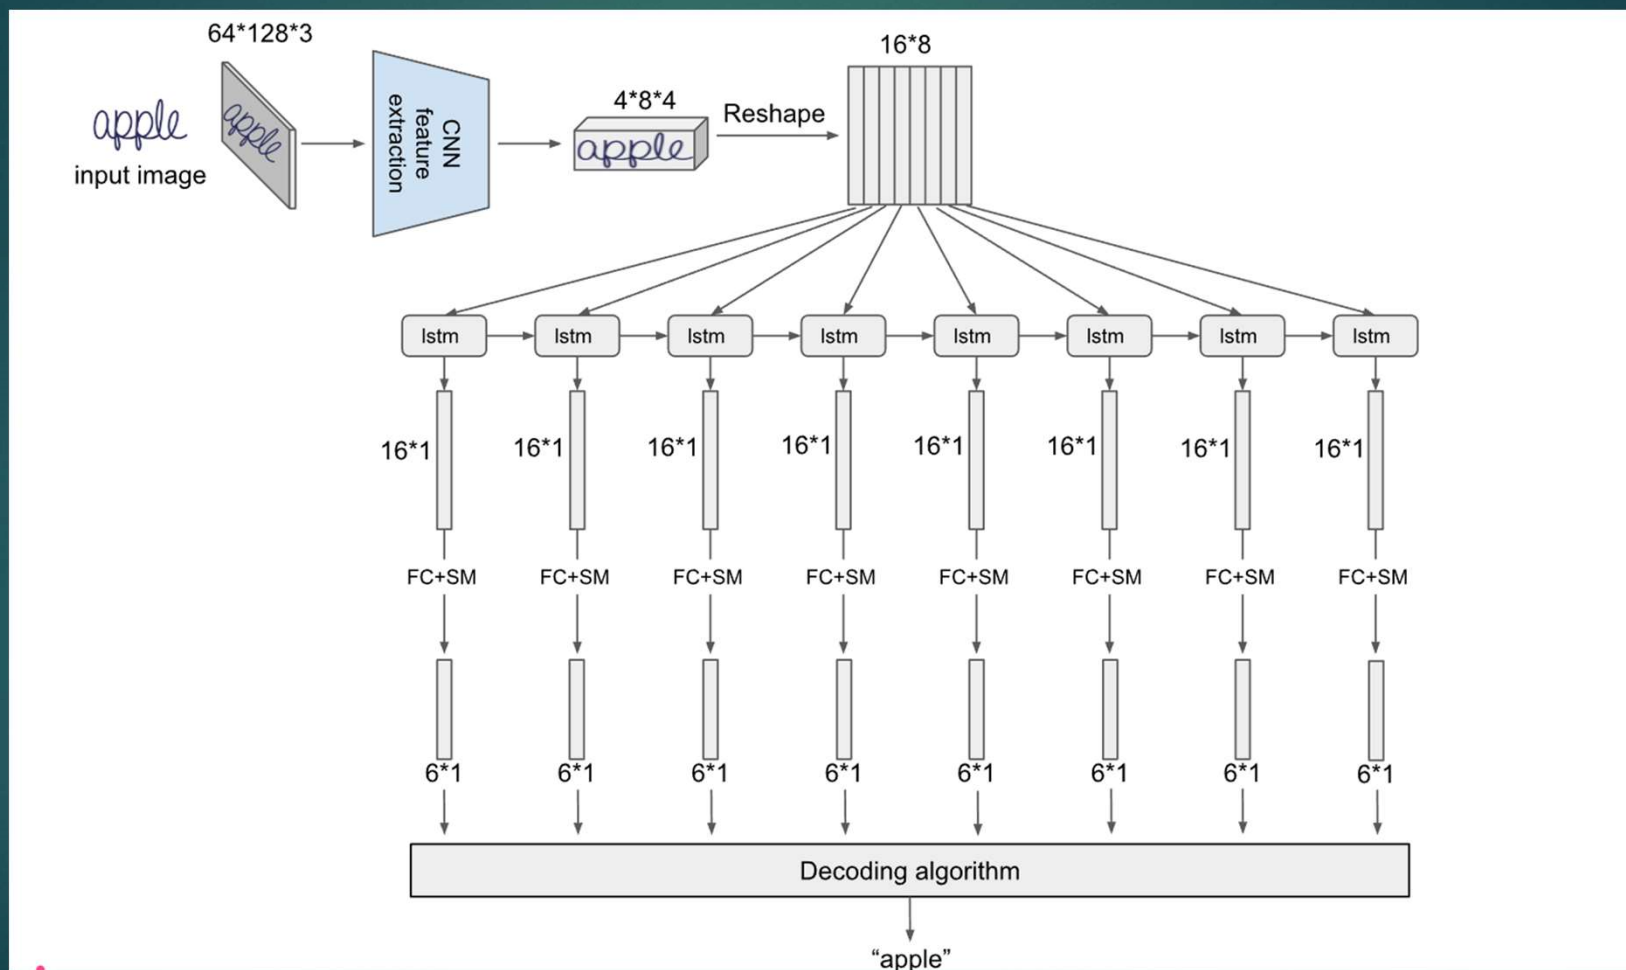 64*128*3
apple
input image
apple
CNN
feature
extraction
4*8*4
apple
Reshape
16*8
lstm lstm lstm lstm lstm lstm lstm lstm
16*1 16*1 16*1 16*1 16*1 16*1 16*1 16*1
FC+SM FC+SM FC+SM FC+SM FC+SM FC+SM FC+SM FC+SM
6*1 6*1 6*1 6*1 6*1 6*1 6*1 6*1
Decoding algorithm
“apple”